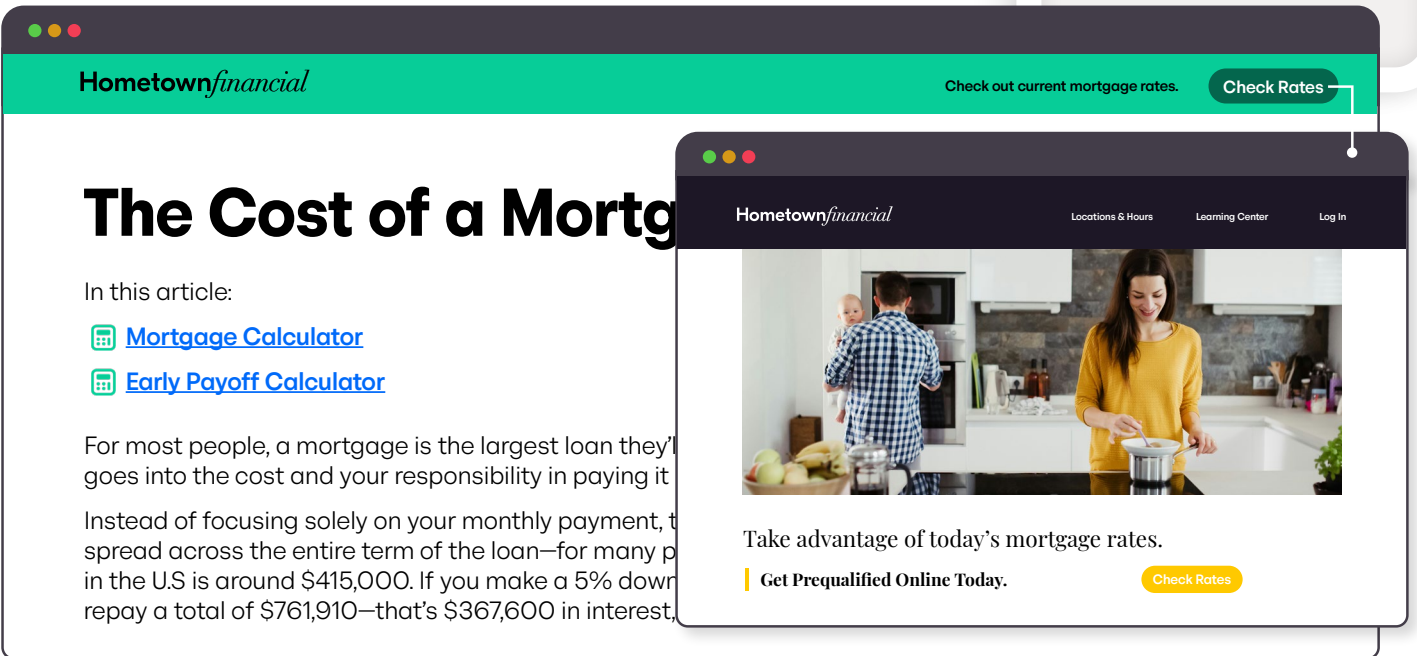 Hometownfinancial
Check out current mortgage rates.
Check Rates
The Cost of a Mortg
In this article:
Mortgage Calculator
Early Payoff Calculator
For most people, a mortgage is the largest loan they'l
goes into the cost and your responsibility in paying it
Instead of focusing solely on your monthly payment, t
spread across the entire term of the loan—for many p
in the U.S is around $415,000. If you make a 5% down
repay a total of $761,910—that's $367,600 in interest,
Hometownfinancial
Locations & Hours
Learning Center
Log In
Take advantage of today's mortgage rates.
Get Prequalified Online Today.
Check Rates